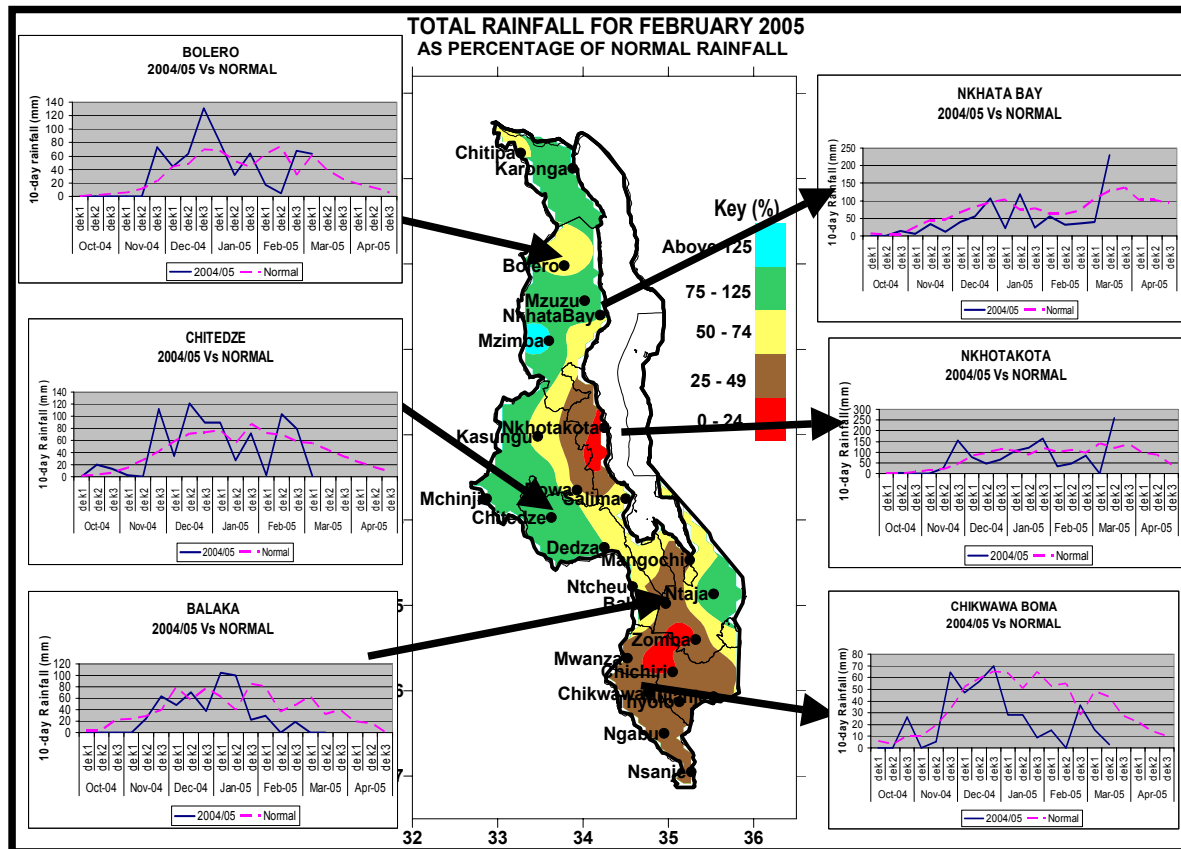 TOTAL RAINFALL FOR FEBRUARY 2005
AS PERCENTAGE OF NORMAL RAINFALL
BOLERO
2004/05 Vs NORMAL
10-day rainfall (mm)
140
120
100
80
60
40
20
0
dek1 dek2 dek3 dek1 dek2 dek3 dek1 dek2 dek3 dek1 dek2 dek3 dek1 dek2 dek3 dek1 dek2 dek3 dek1 dek2 dek3
Oct-04 Nov-04 Dec-04 Jan-05 Feb-05 Mar-05 Apr-05
2004/05 Normal
CHITEDZE
2004/05 Vs NORMAL
10-day Rainfall (mm)
140
120
100
80
60
40
20
0
dek1 dek2 dek3 dek1 dek2 dek3 dek1 dek2 dek3 dek1 dek2 dek3 dek1 dek2 dek3 dek1 dek2 dek3 dek1 dek2 dek3
Oct-04 Nov-04 Dec-04 Jan-05 Feb-05 Mar-05 Apr-05
2004/05 Normal
BALAKA
2004/05 Vs NORMAL
10-day Rainfall (mm)
120
100
80
60
40
20
0
dek1 dek2 dek3 dek1 dek2 dek3 dek1 dek2 dek3 dek1 dek2 dek3 dek1 dek2 dek3 dek1 dek2 dek3 dek1 dek2 dek3
Oct-04 Nov-04 Dec-04 Jan-05 Feb-05 Mar-05 Apr-05
2004/05 Normal
Chitipa
Karonga
Bolero
Mzuzu
NkhataBay
Mzimba
Nkhotakota
Kasungu
Salima
Mchinji
Chitedze
Dedza
Mangochi
Ntcheu
Ntaja
Zomba
Mwanza
Chichiri
Chikwawa
Ngabu
Nsanje
32 33 34 35 36
Key (%)
Above 125
75 - 125
50 - 74
25 - 49
0 - 24
NKHATA BAY
2004/05 Vs NORMAL
10-day Rainfall (mm)
250
200
150
100
50
0
dek1 dek2 dek3 dek1 dek2 dek3 dek1 dek2 dek3 dek1 dek2 dek3 dek1 dek2 dek3 dek1 dek2 dek3 dek1 dek2 dek3
Oct-04 Nov-04 Dec-04 Jan-05 Feb-05 Mar-05 Apr-05
2004/05 Normal
NKHOTAKOTA
2004/05 Vs NORMAL
10-day Rainfall (mm)
300
250
200
150
100
50
0
dek1 dek2 dek3 dek1 dek2 dek3 dek1 dek2 dek3 dek1 dek2 dek3 dek1 dek2 dek3 dek1 dek2 dek3 dek1 dek2 dek3
Oct-04 Nov-04 Dec-04 Jan-05 Feb-05 Mar-05 Apr-05
2004/05 Normal
CHIKWAWA BOMA
2004/05 Vs NORMAL
10-day Rainfall (mm)
80
70
60
50
40
30
20
10
0
dek1 dek2 dek3 dek1 dek2 dek3 dek1 dek2 dek3 dek1 dek2 dek3 dek1 dek2 dek3 dek1 dek2 dek3 dek1 dek2 dek3
Oct-04 Nov-04 Dec-04 Jan-05 Feb-05 Mar-05 Apr-05
2004/05 Normal